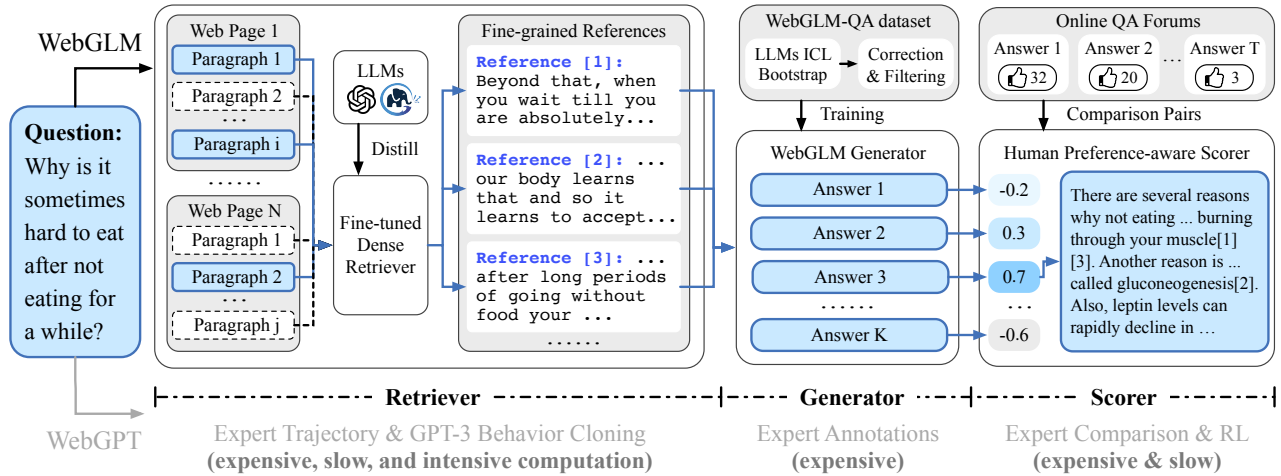 WebGLM
Question:
Why is it
sometimes
hard to eat
after not
eating for
a while?
WebGPT
Web Page 1
Paragraph 1
Paragraph 2
...
Paragraph i
......
Web Page N
Paragraph 1
Paragraph 2
...
Paragraph j
LLMs
Distill
Fine-tuned
Dense
Retriever
Fine-grained References
Reference [1]:
Beyond that, when
you wait till you
are absolutely...
Reference [2]: ...
our body learns
that and so it
learns to accept...
Reference [3]: ...
after long periods
of going without
food your ...
......
WebGLM-QA dataset
LLMs ICL
Bootstrap
Correction
& Filtering
Training
WebGLM Generator
Answer 1
Answer 2
Answer 3
......
Answer K
Online QA Forums
Answer 1
32
Answer 2
20
...
Answer T
3
Comparison Pairs
Human Preference-aware Scorer
-0.2
0.3
0.7
......
-0.6
There are several reasons
why not eating ... burning
through your muscle[1]
[3]. Another reason is ...
called gluconeogenesis[2].
Also, leptin levels can
rapidly decline in ...
Retriever
Generator
Scorer
Expert Trajectory & GPT-3 Behavior Cloning
(expensive, slow, and intensive computation)
Expert Annotations
(expensive)
Expert Comparison & RL
(expensive & slow)